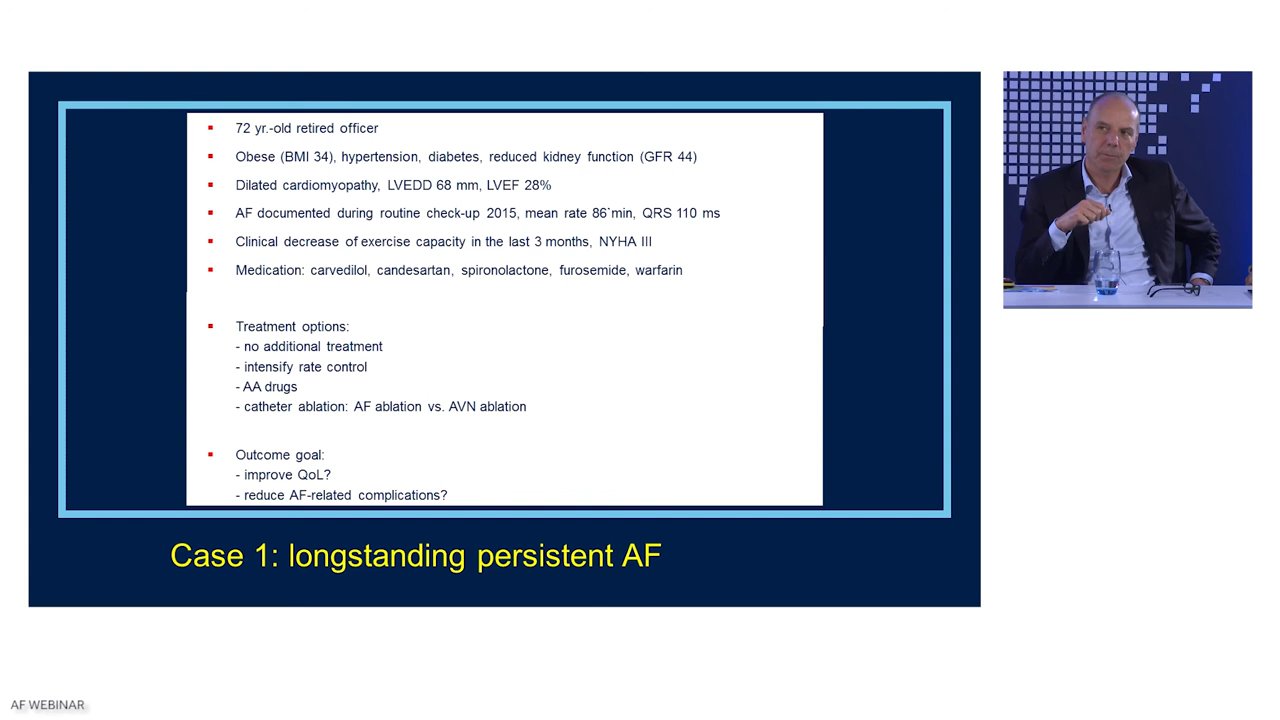 72 yr.-old retired officer
Obese (BMI 34), hypertension, diabetes, reduced kidney function (GFR 44)
Dilated cardiomyopathy, LVEDD 68 mm, LVEF 28%
AF documented during routine check-up 2015, mean rate 86`min, QRS 110 ms
Clinical decrease of exercise capacity in the last 3 months, NYHA III
Medication: carvedilol, candesartan, spironolactone, furosemide, warfarin
Treatment options:
- no additional treatment
- intensify rate control
- AA drugs
- catheter ablation: AF ablation vs. AVN ablation
Outcome goal:
- improve QoL?
- reduce AF-related complications?
Case 1: longstanding persistent AF
AF WEBINAR